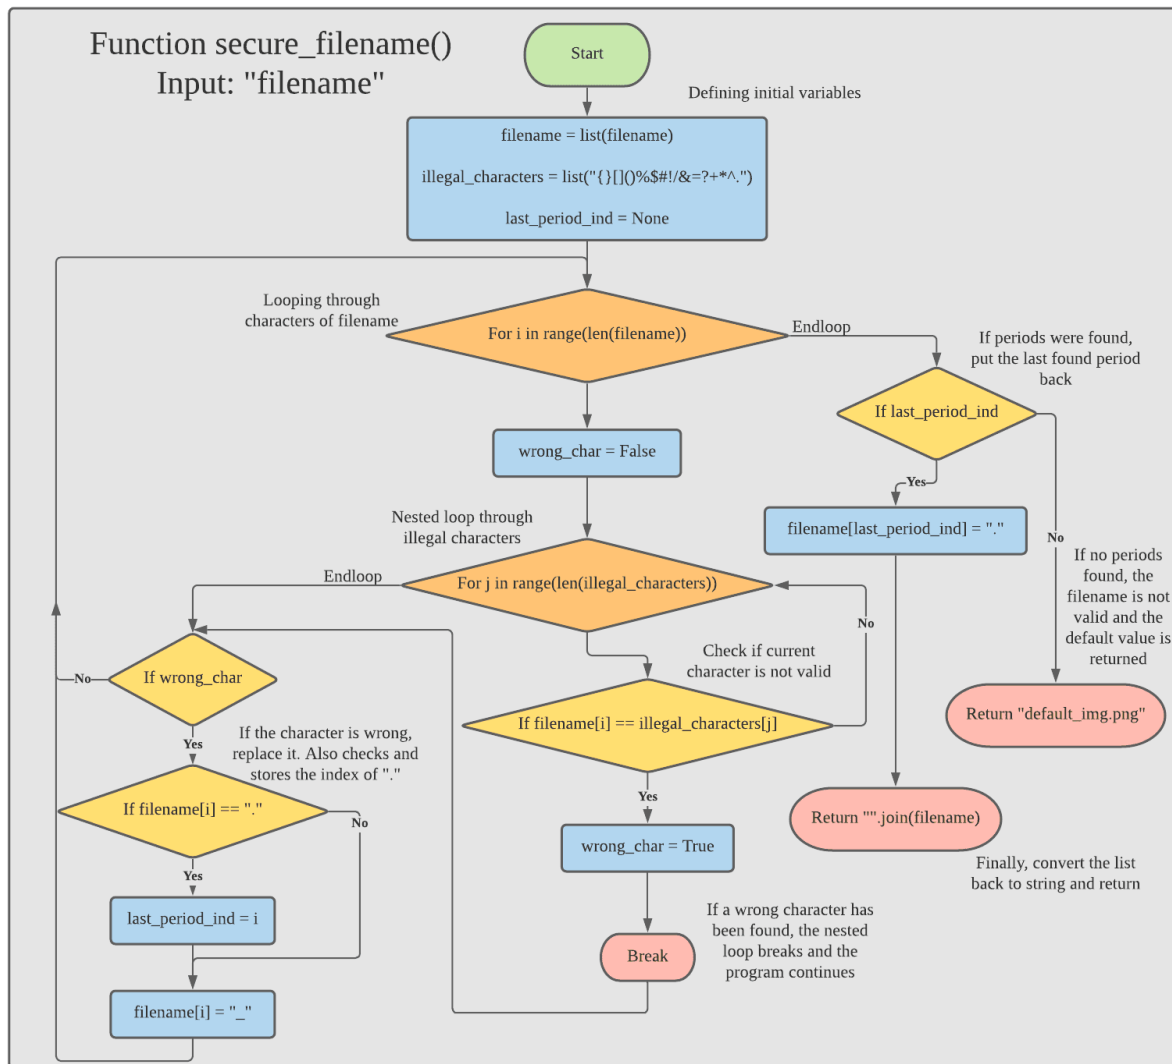 Function secure_filename()
Input: "filename"
Start
Defining initial variables
filename = list(filename)
illegal_characters = list("{}[]()%$#!/&=?+*^.")
last_period_ind = None
Looping through
characters of filename
For i in range(len(filename))
Endloop
If periods were found,
put the last found period
back
If last_period_ind
Yes
filename[last_period_ind] = "."
No
If no periods
found, the
filename is not
valid and the
default value is
returned
Return "default_img.png"
Return "".join(filename)
Finally, convert the list
back to string and return
wrong_char = False
Nested loop through
illegal characters
For j in range(len(illegal_characters))
Endloop
No
Check if current
character is not valid
If filename[i] == illegal_characters[j]
Yes
wrong_char = True
If a wrong character has
been found, the nested
loop breaks and the
program continues
Break
If wrong_char
No
Yes
If the character is wrong,
replace it. Also checks and
stores the index of "."
If filename[i] == "."
No
Yes
last_period_ind = i
filename[i] = "_"